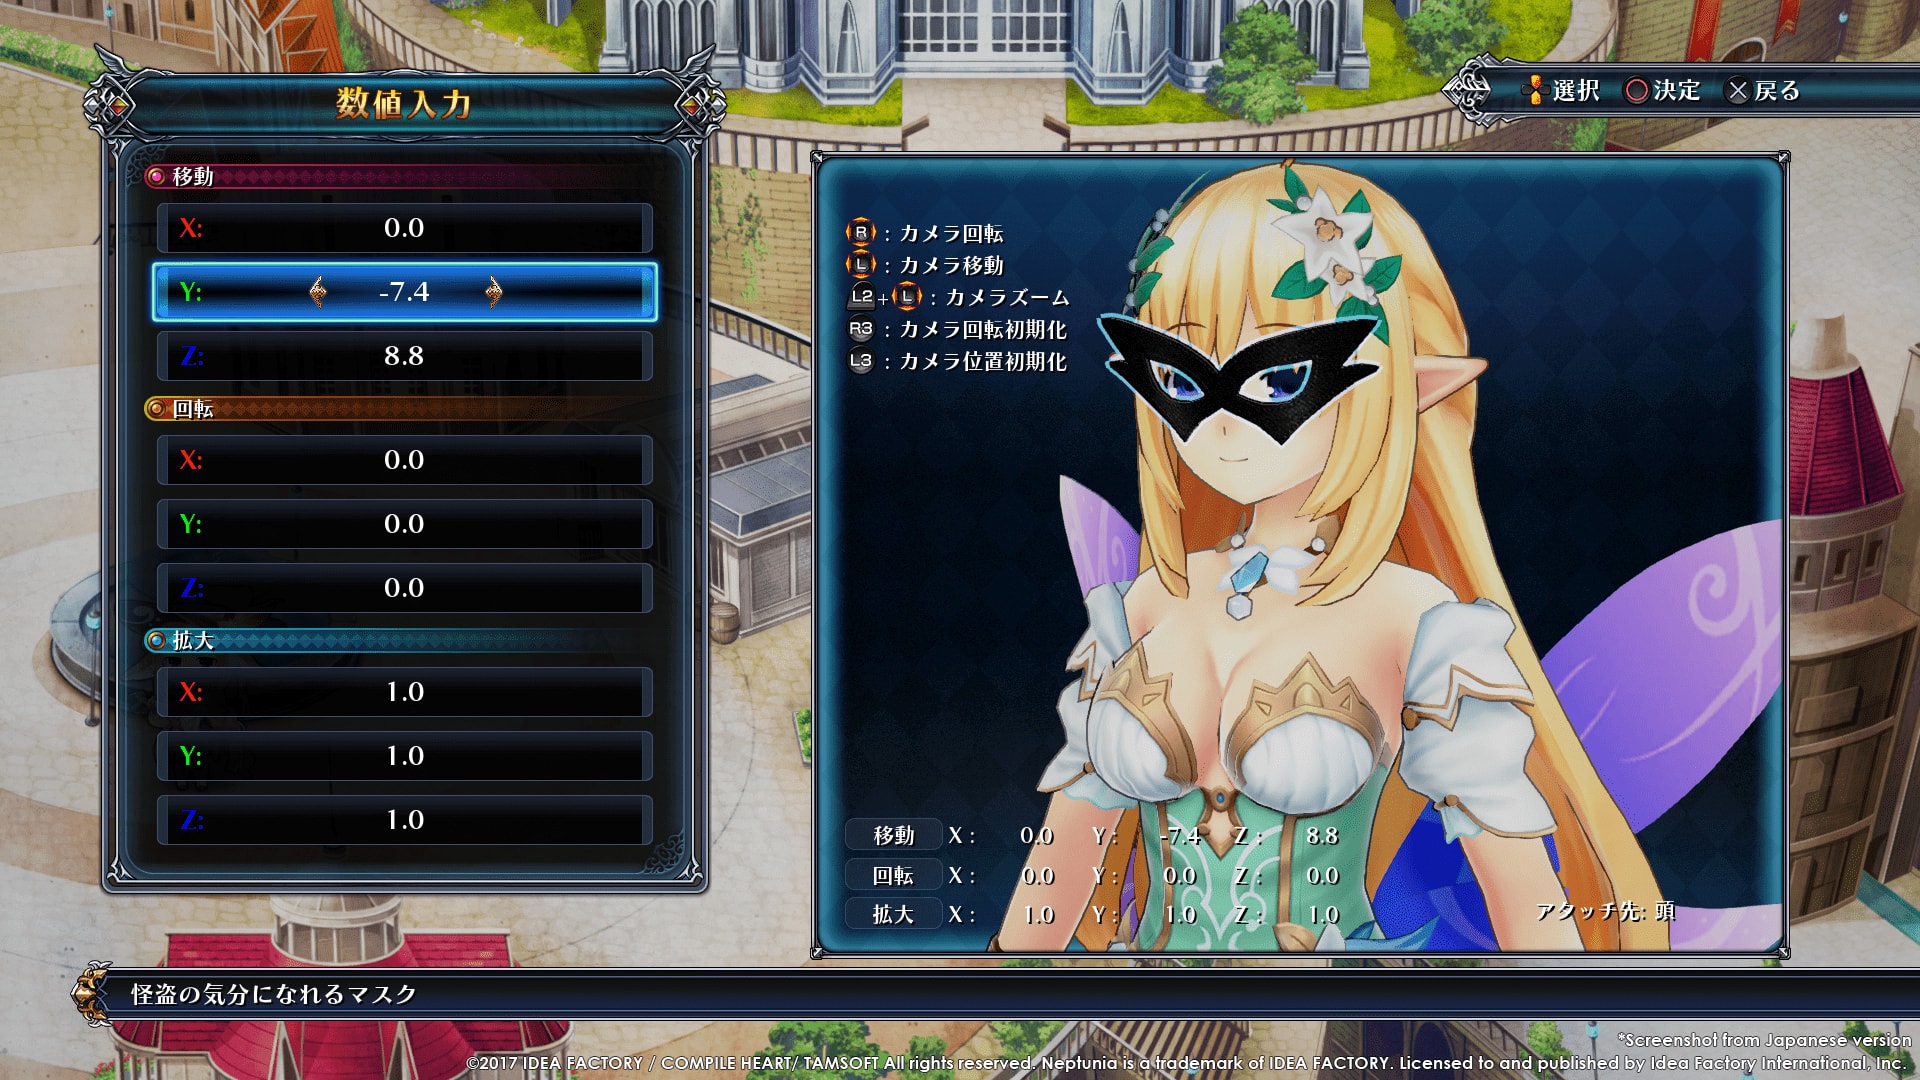 数値入力
選択 決定 戻る
移動
X: 0.0
Y: -7.4
Z: 8.8
回転
X: 0.0
Y: 0.0
Z: 0.0
拡大
X: 1.0
Y: 1.0
Z: 1.0
R : カメラ回転
L : カメラ移動
L2+L : カメラズーム
R3 : カメラ回転初期化
L3 : カメラ位置初期化
移動 X : 0.0 Y : -7.4 Z : 8.8
回転 X : 0.0 Y : 0.0 Z : 0.0
拡大 X : 1.0 Y : 1.0 Z : 1.0
アタッチ先: 頭
怪盗の気分になれるマスク
*Screenshot from Japanese version
©2017 IDEA FACTORY / COMPILE HEART/ TAMSOFT All rights reserved. Neptunia is a trademark of IDEA FACTORY. Licensed to and published by Idea Factory International, Inc.